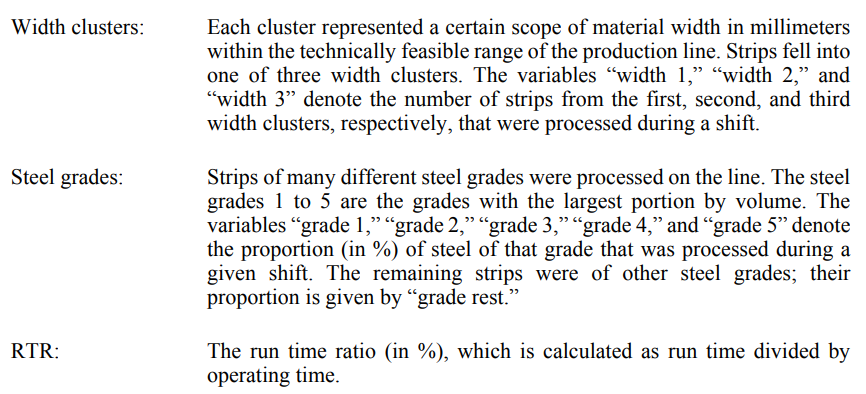 Width clusters: Each cluster represented a certain scope of material width in millimeters
within the technically feasible range of the production line. Strips fell into
one of three width clusters. The variables “width 1,” “width 2,” and
“width 3” denote the number of strips from the first, second, and third
width clusters, respectively, that were processed during a shift.
Steel grades: Strips of many different steel grades were processed on the line. The steel
grades 1 to 5 are the grades with the largest portion by volume. The
variables “grade 1,” “grade 2,” “grade 3,” “grade 4,” and “grade 5” denote
the proportion (in %) of steel of that grade that was processed during a
given shift. The remaining strips were of other steel grades; their
proportion is given by “grade rest.”
RTR: The run time ratio (in %), which is calculated as run time divided by
operating time.